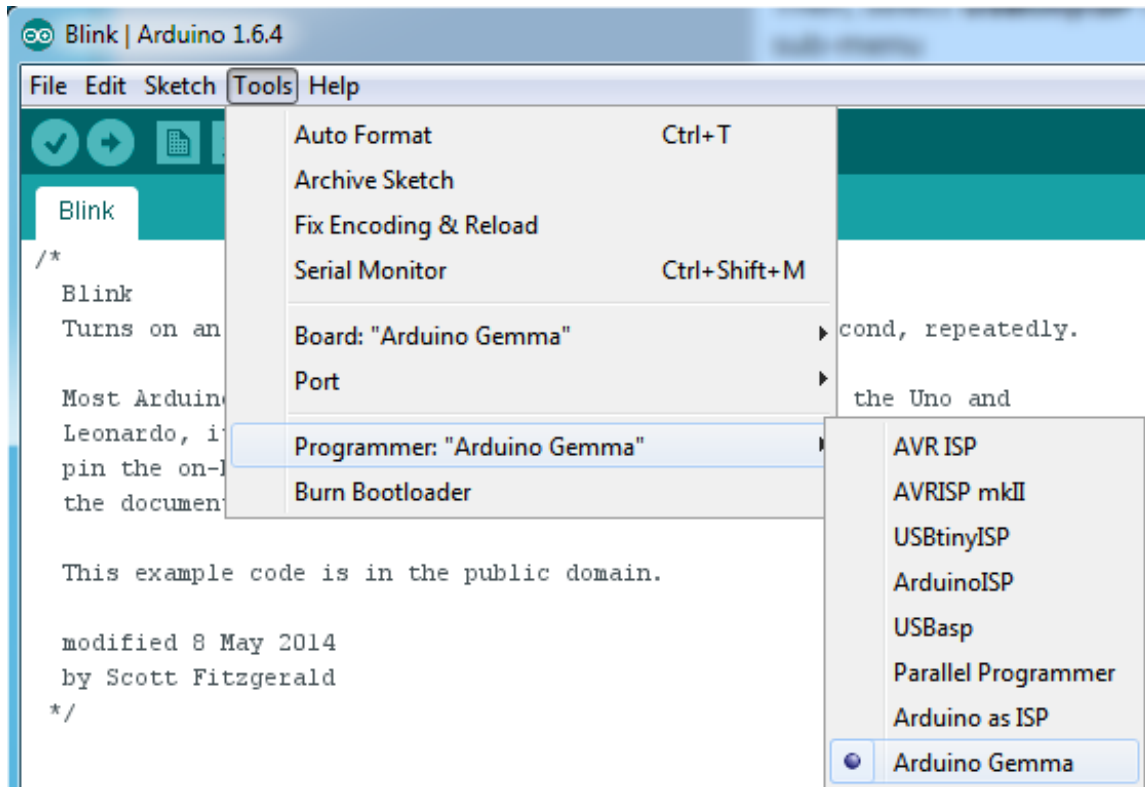 Blink | Arduino 1.6.4
sub-menu
File Edit Sketch Tools Help
Auto Format Ctrl+T
Archive Sketch
Fix Encoding & Reload
Serial Monitor Ctrl+Shift+M
Board: "Arduino Gemma"
Port
Programmer: "Arduino Gemma"
Burn Bootloader
AVR ISP
AVRISP mkII
USBtinyISP
ArduinoISP
USBasp
Parallel Programmer
Arduino as ISP
Arduino Gemma
Blink
/*
Blink
Turns on an cond, repeatedly.
Most Arduin the Uno and
Leonardo, i
pin the on-
the documen
This example code is in the public domain.
modified 8 May 2014
by Scott Fitzgerald
*/